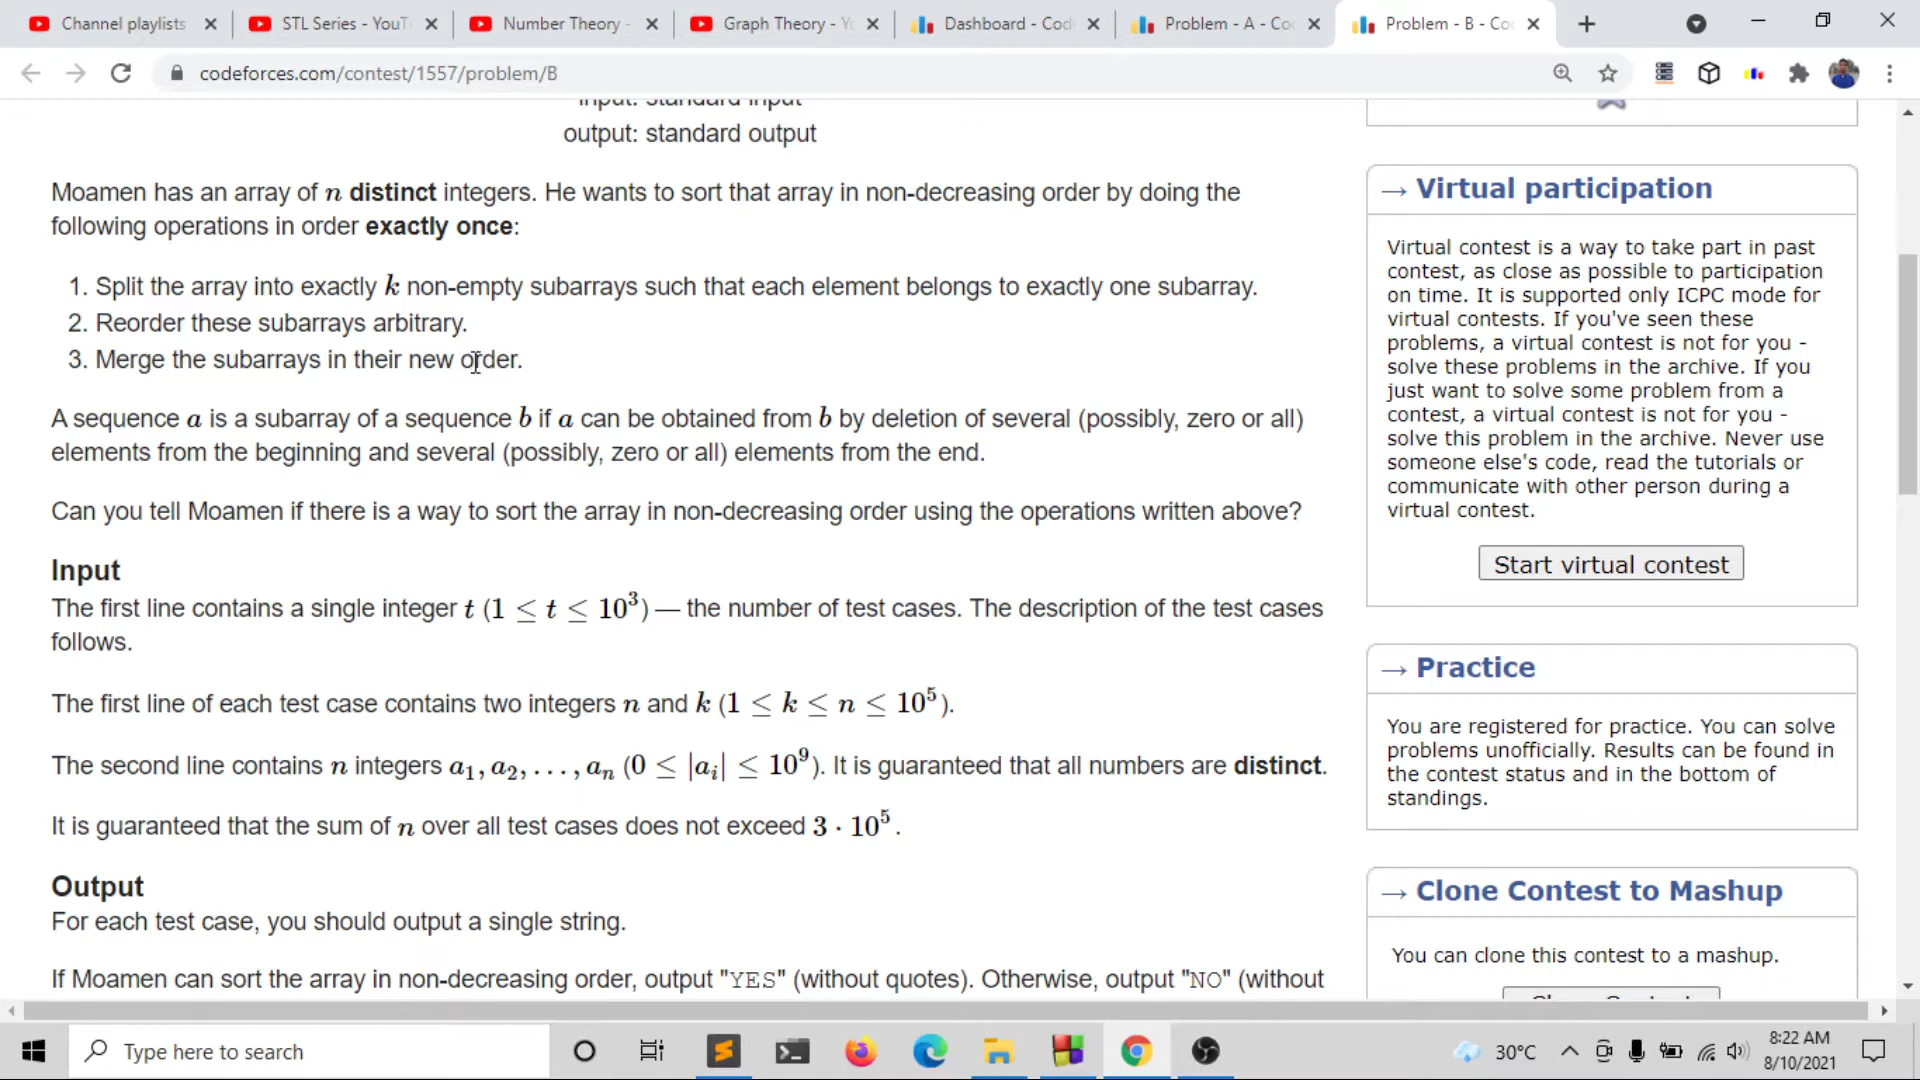 Channel playlists
STL Series - YouT
Number Theory -
Graph Theory - Yo
Dashboard - Cod
Problem - A - Co
Problem - B - Co
codeforces.com/contest/1557/problem/B
input: standard input
output: standard output
Moamen has an array of n distinct integers. He wants to sort that array in non-decreasing order by doing the
following operations in order exactly once:
1. Split the array into exactly k non-empty subarrays such that each element belongs to exactly one subarray.
2. Reorder these subarrays arbitrary.
3. Merge the subarrays in their new order.
A sequence a is a subarray of a sequence b if a can be obtained from b by deletion of several (possibly, zero or all)
elements from the beginning and several (possibly, zero or all) elements from the end.
Can you tell Moamen if there is a way to sort the array in non-decreasing order using the operations written above?
Input
The first line contains a single integer t (1 ≤ t ≤ 10³) — the number of test cases. The description of the test cases
follows.
The first line of each test case contains two integers n and k (1 ≤ k ≤ n ≤ 10⁵).
The second line contains n integers a₁, a₂, …, aₙ (0 ≤ |aᵢ| ≤ 10⁹). It is guaranteed that all numbers are distinct.
It is guaranteed that the sum of n over all test cases does not exceed 3 · 10⁵.
Output
For each test case, you should output a single string.
If Moamen can sort the array in non-decreasing order, output "YES" (without quotes). Otherwise, output "NO" (without
→ Virtual participation
Virtual contest is a way to take part in past
contest, as close as possible to participation
on time. It is supported only ICPC mode for
virtual contests. If you've seen these
problems, a virtual contest is not for you -
solve these problems in the archive. If you
just want to solve some problem from a
contest, a virtual contest is not for you -
solve this problem in the archive. Never use
someone else's code, read the tutorials or
communicate with other person during a
virtual contest.
Start virtual contest
→ Practice
You are registered for practice. You can solve
problems unofficially. Results can be found in
the contest status and in the bottom of
standings.
→ Clone Contest to Mashup
You can clone this contest to a mashup.
Type here to search
30°C
8:22 AM
8/10/2021